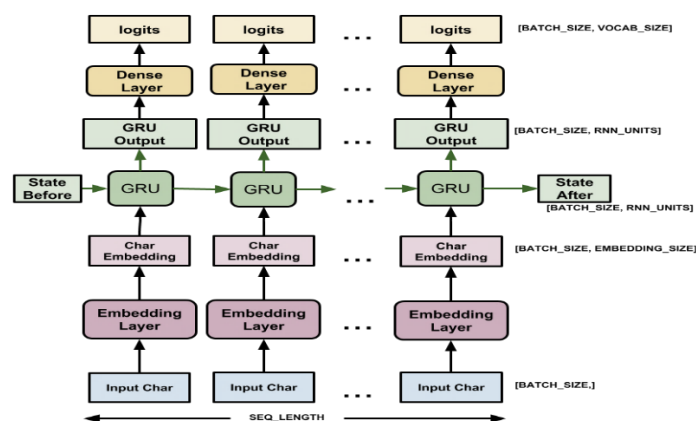 logits logits ... logits [BATCH_SIZE, VOCAB_SIZE]
Dense Dense ... Dense
Layer Layer Layer
GRU GRU ... GRU [BATCH_SIZE, RNN_UNITS]
Output Output Output
State GRU GRU ... GRU State
Before After
[BATCH_SIZE, RNN_UNITS]
Char Char ... Char [BATCH_SIZE, EMBEDDING_SIZE]
Embedding Embedding Embedding
Embedding Embedding ... Embedding
Layer Layer Layer
Input Char Input Char ... Input Char [BATCH_SIZE,]
SEQ_LENGTH